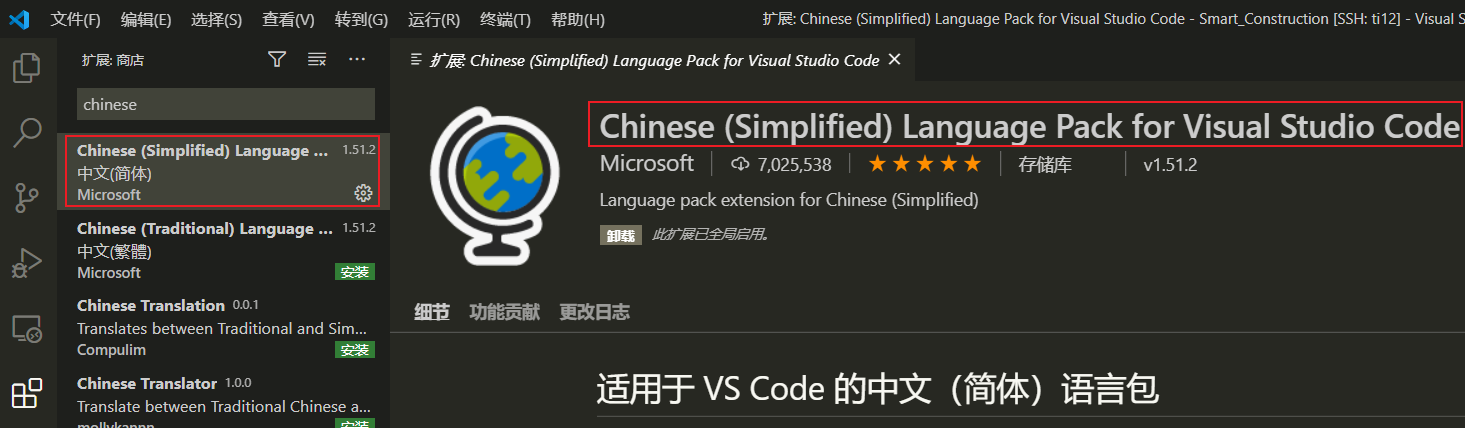 文件(F) 编辑(E) 选择(S) 查看(V) 转到(G) 运行(R) 终端(T) 帮助(H) 扩展: Chinese (Simplified) Language Pack for Visual Studio Code - Smart_Construction [SSH: ti12] - Visual S
扩展: 商店
chinese
Chinese (Simplified) Language ... 1.51.2
中文(简体)
Microsoft
Chinese (Traditional) Language ... 1.51.2
中文(繁體)
Microsoft 安装
Chinese Translation 0.0.1
Translates between Traditional and Sim...
Compulim 安装
Chinese Translator 1.0.0
Translate between Traditional Chinese a...
mollykannn 安装
扩展: Chinese (Simplified) Language Pack for Visual Studio Code
Chinese (Simplified) Language Pack for Visual Studio Code
Microsoft 7,025,538 存储库 v1.51.2
Language pack extension for Chinese (Simplified)
卸载 此扩展已全局启用。
细节 功能贡献 更改日志
适用于 VS Code 的中文（简体）语言包